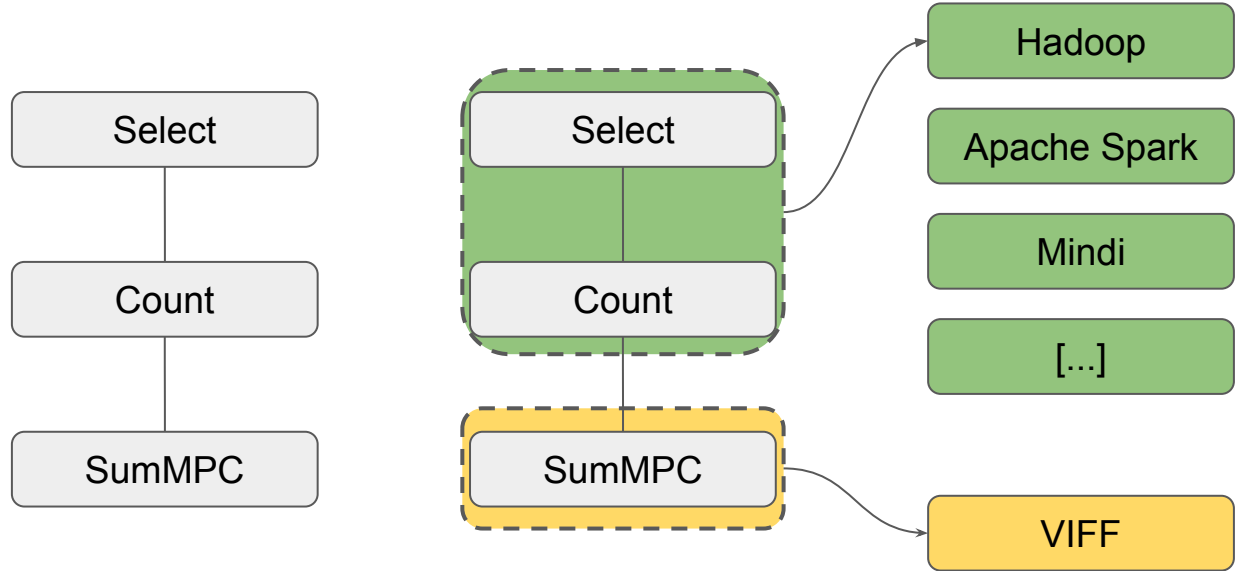 Select
Count
SumMPC
Select
Count
SumMPC
Hadoop
Apache Spark
Mindi
[...]
VIFF